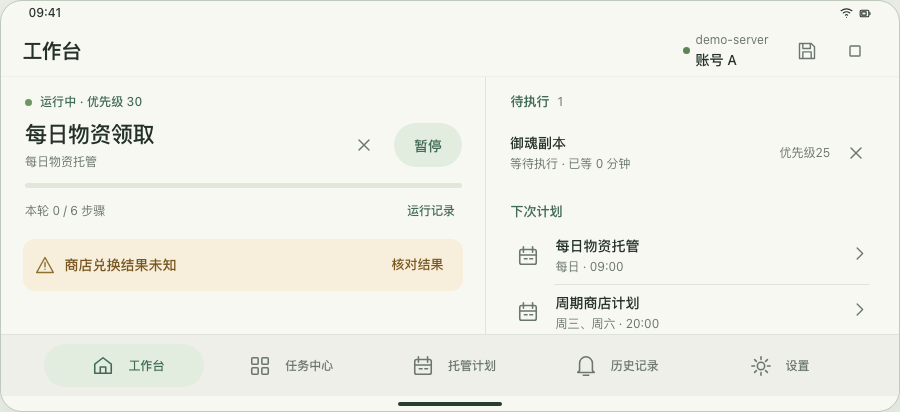 09:41
工作台
demo-server
账号 A
运行中 · 优先级 30
每日物资领取
每日物资托管
暂停
本轮 0 / 6 步骤
运行记录
商店兑换结果未知
核对结果
待执行 1
御魂副本
等待执行 · 已等 0 分钟
优先级25
下次计划
每日物资托管
每日 · 09:00
周期商店计划
周三、周六 · 20:00
工作台
任务中心
托管计划
历史记录
设置